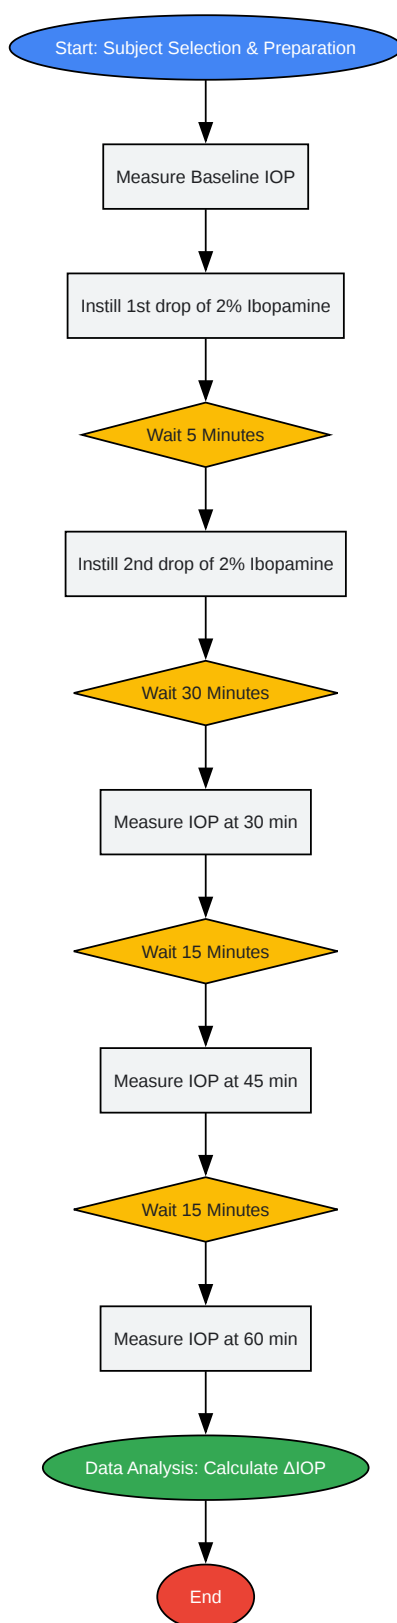 Start: Subject Selection & Preparation
Measure Baseline IOP
Instill 1st drop of 2% Ibopamine
Wait 5 Minutes
Instill 2nd drop of 2% Ibopamine
Wait 30 Minutes
Measure IOP at 30 min
Wait 15 Minutes
Measure IOP at 45 min
Wait 15 Minutes
Measure IOP at 60 min
Data Analysis: Calculate ΔIOP
End